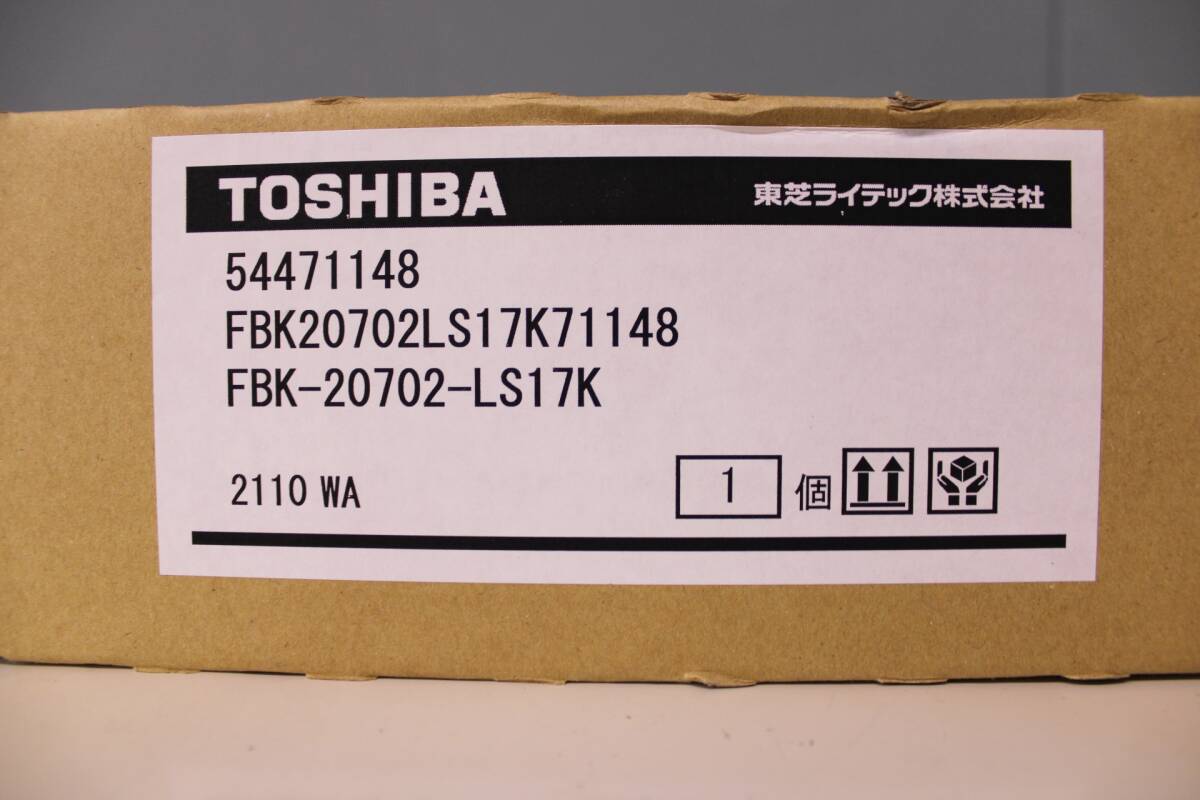 TOSHIBA 東芝ライテック株式会社
54471148
FBK20702LS17K71148
FBK-20702-LS17K
2110 WA 1 個